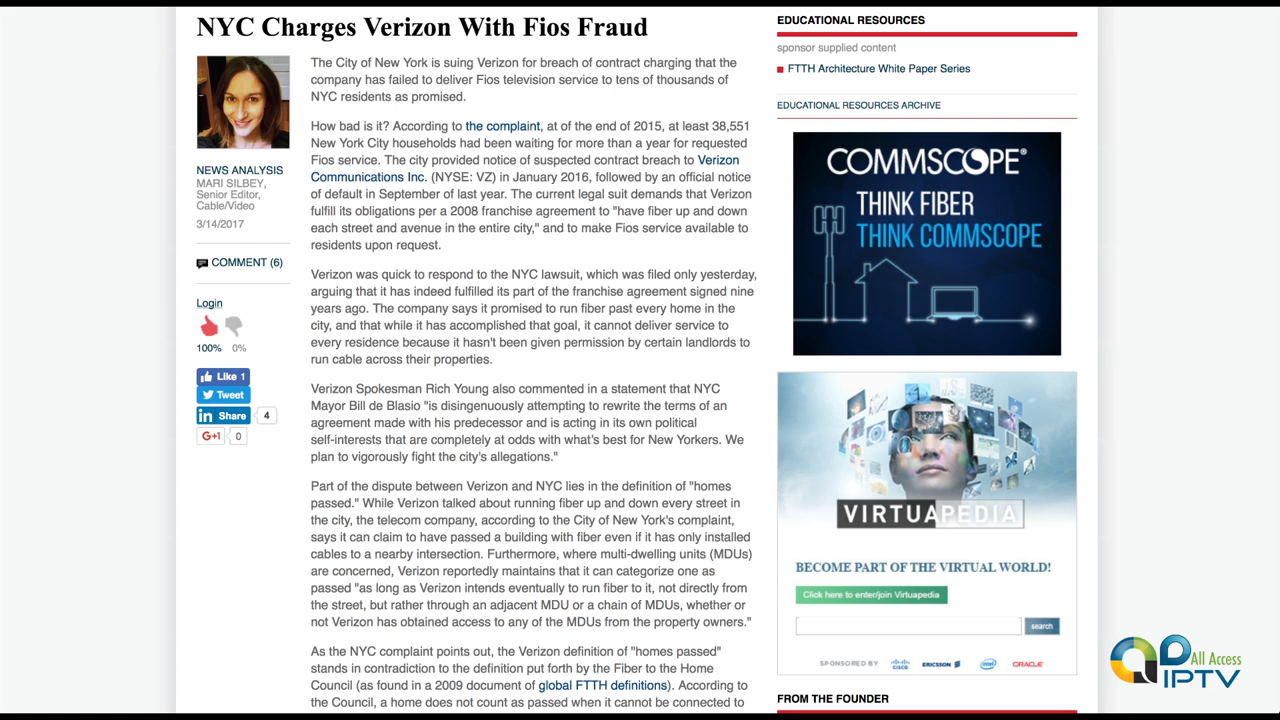 NYC Charges Verizon With Fios Fraud
NEWS ANALYSIS
MARI SILBEY,
Senior Editor,
Cable/Video
3/14/2017
COMMENT (6)
Login
100% 0%
Like 1
Tweet
in Share 4
G+1 0
The City of New York is suing Verizon for breach of contract charging that the
company has failed to deliver Fios television service to tens of thousands of
NYC residents as promised.
How bad is it? According to the complaint, at of the end of 2015, at least 38,551
New York City households had been waiting for more than a year for requested
Fios service. The city provided notice of suspected contract breach to Verizon
Communications Inc. (NYSE: VZ) in January 2016, followed by an official notice
of default in September of last year. The current legal suit demands that Verizon
fulfill its obligations per a 2008 franchise agreement to "have fiber up and down
each street and avenue in the entire city," and to make Fios service available to
residents upon request.
Verizon was quick to respond to the NYC lawsuit, which was filed only yesterday,
arguing that it has indeed fulfilled its part of the franchise agreement signed nine
years ago. The company says it promised to run fiber past every home in the
city, and that while it has accomplished that goal, it cannot deliver service to
every residence because it hasn't been given permission by certain landlords to
run cable across their properties.
Verizon Spokesman Rich Young also commented in a statement that NYC
Mayor Bill de Blasio "is disingenuously attempting to rewrite the terms of an
agreement made with his predecessor and is acting in its own political
self-interests that are completely at odds with what's best for New Yorkers. We
plan to vigorously fight the city's allegations."
Part of the dispute between Verizon and NYC lies in the definition of "homes
passed." While Verizon talked about running fiber up and down every street in
the city, the telecom company, according to the City of New York's complaint,
says it can claim to have passed a building with fiber even if it has only installed
cables to a nearby intersection. Furthermore, where multi-dwelling units (MDUs)
are concerned, Verizon reportedly maintains that it can categorize one as
passed "as long as Verizon intends eventually to run fiber to it, not directly from
the street, but rather through an adjacent MDU or a chain of MDUs, whether or
not Verizon has obtained access to any of the MDUs from the property owners."
As the NYC complaint points out, the Verizon definition of "homes passed"
stands in contradiction to the definition put forth by the Fiber to the Home
Council (as found in a 2009 document of global FTTH definitions). According to
the Council, a home does not count as passed when it cannot be connected to
EDUCATIONAL RESOURCES
sponsor supplied content
FTTH Architecture White Paper Series
EDUCATIONAL RESOURCES ARCHIVE
COMMSCOPE®
THINK FIBER
THINK COMMSCOPE
VIRTUAPEDIA
BECOME PART OF THE VIRTUAL WORLD!
Click here to enter/join Virtuapedia
search
SPONSORED BY CISCO ERICSSON intel ORACLE
FROM THE FOUNDER
All Access
IPTV